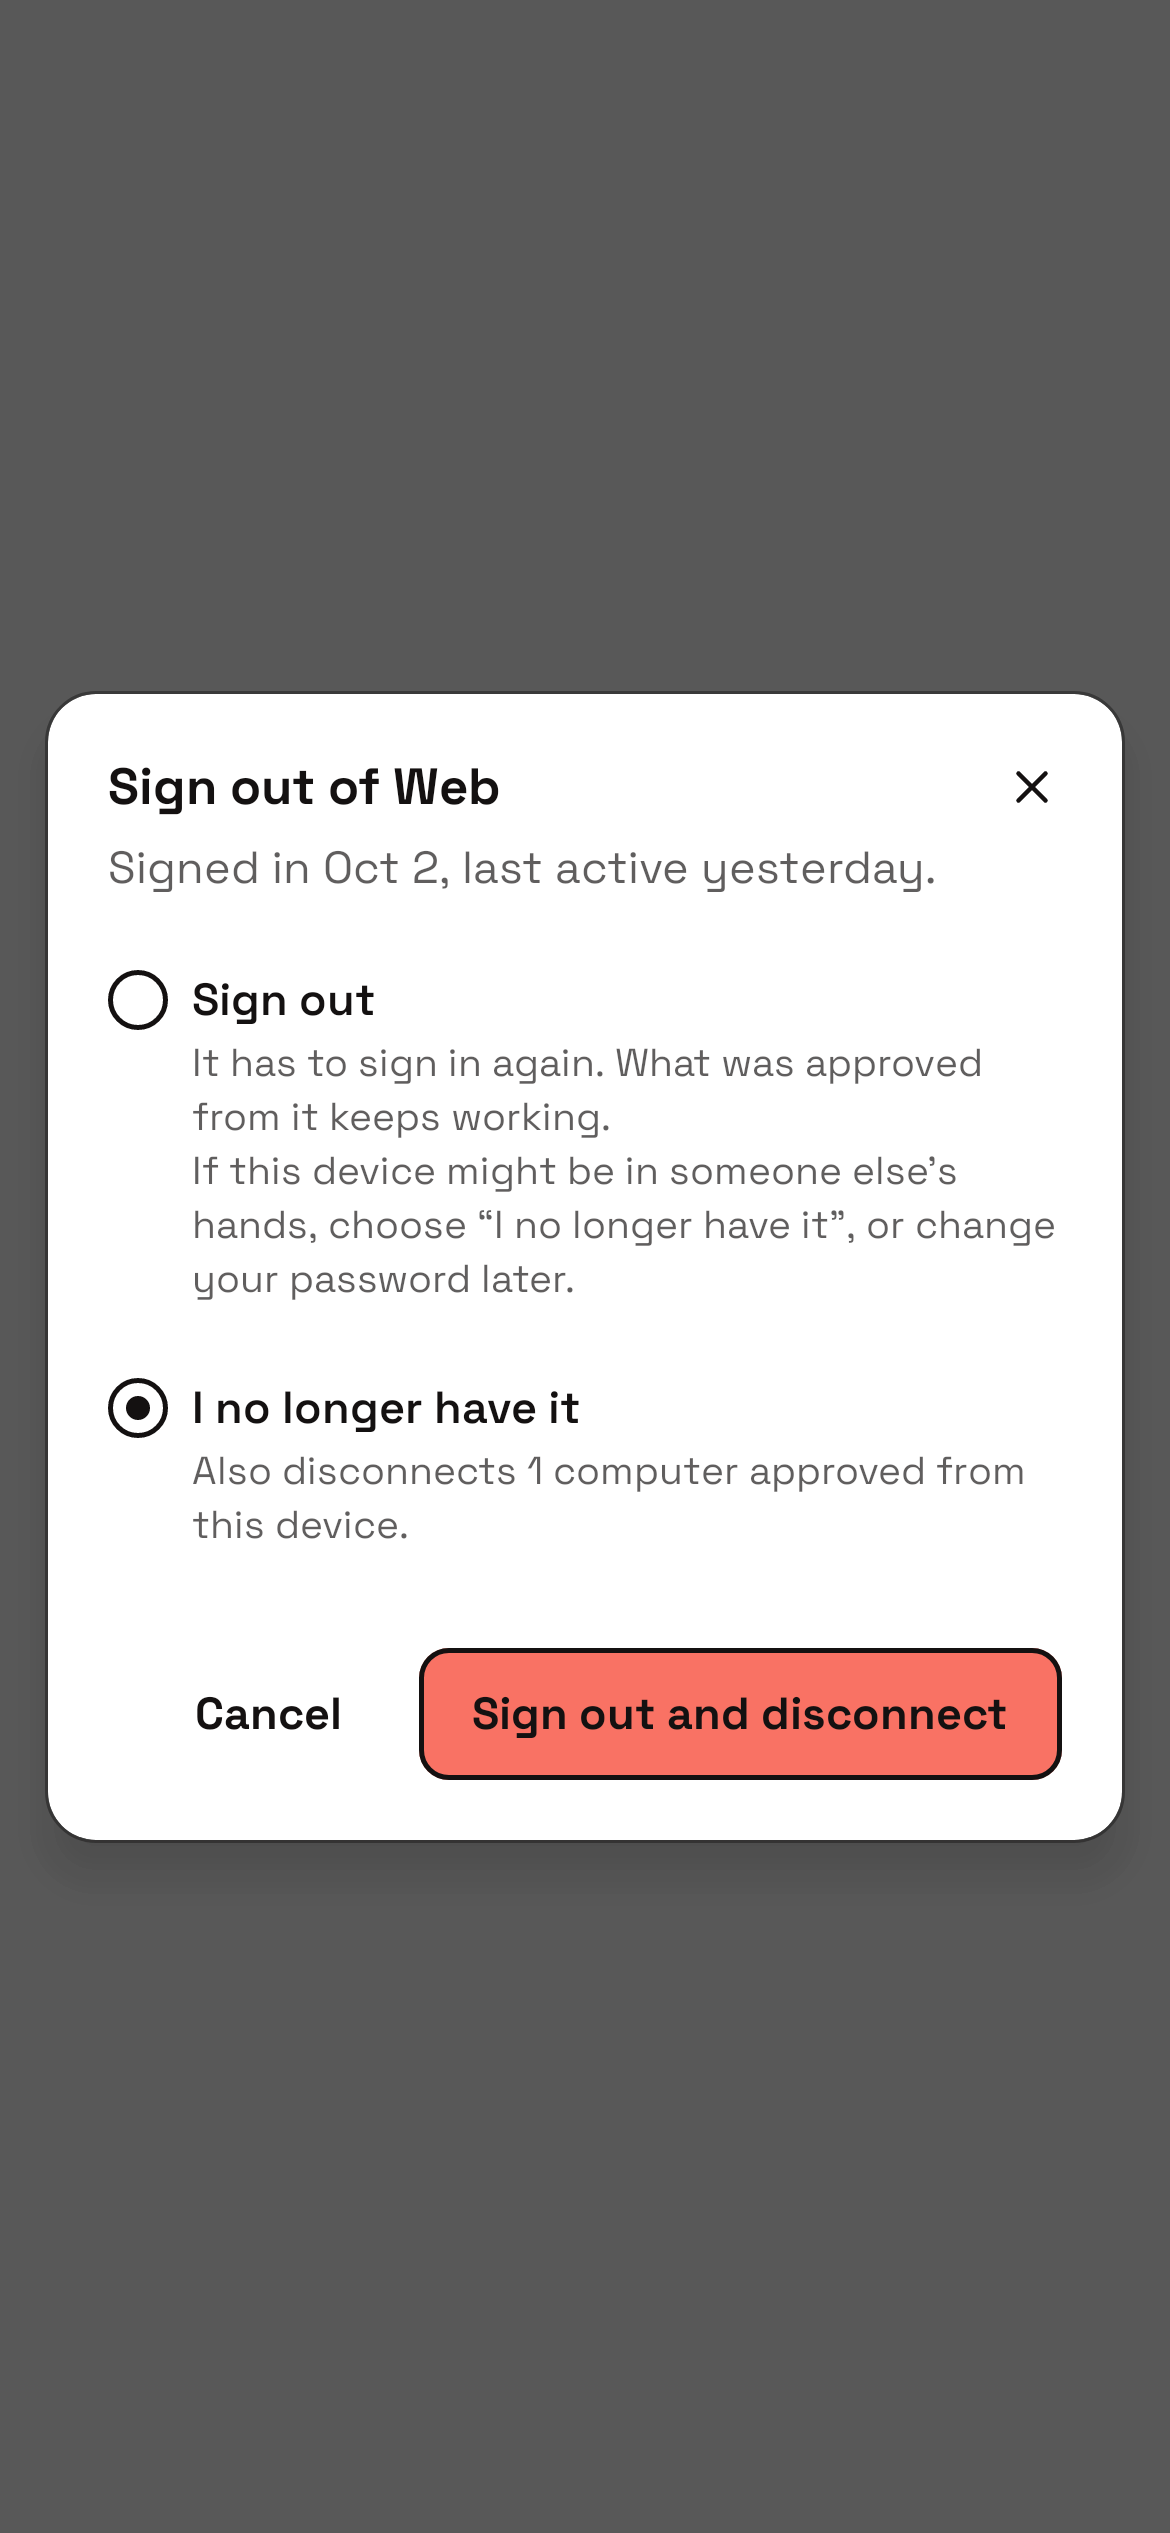 Sign out of Web
Signed in Oct 2, last active yesterday.
Sign out
It has to sign in again. What was approved
from it keeps working.
If this device might be in someone else’s
hands, choose “I no longer have it”, or change
your password later.
I no longer have it
Also disconnects 1 computer approved from
this device.
Cancel
Sign out and disconnect